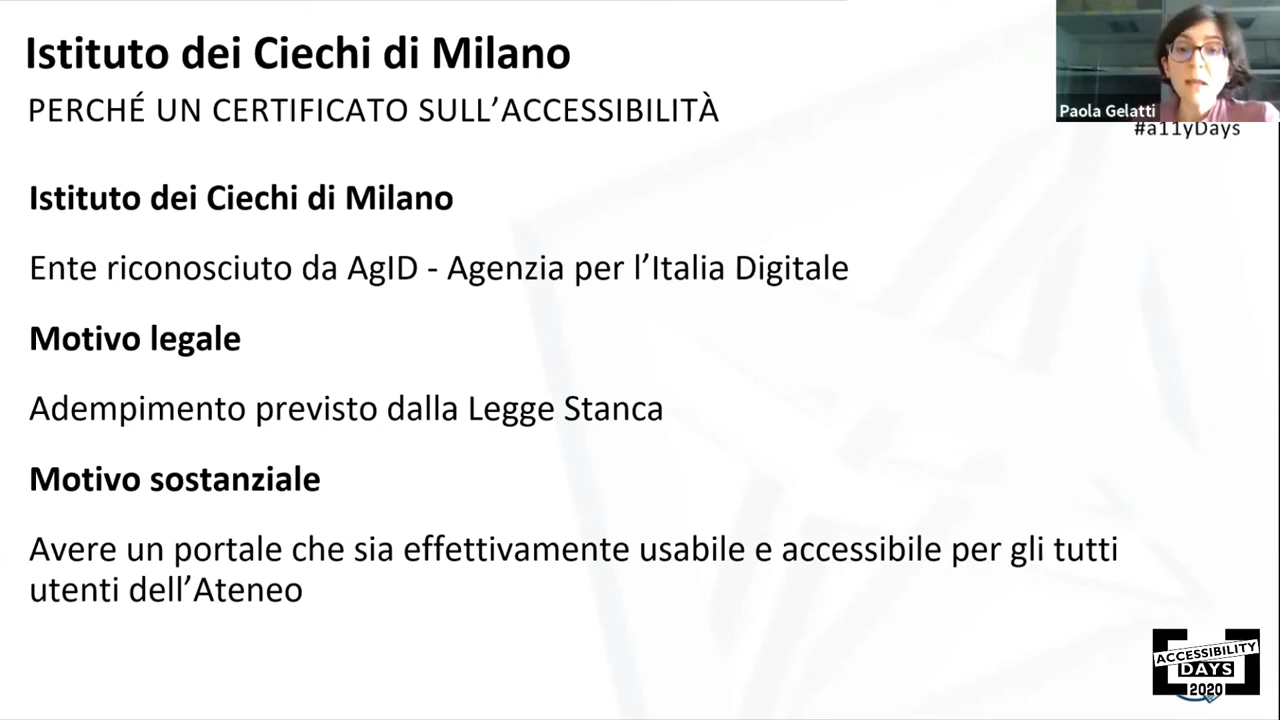 Istituto dei Ciechi di Milano
PERCHÉ UN CERTIFICATO SULL’ACCESSIBILITÀ
Paola Gelatti
#a11yDays
Istituto dei Ciechi di Milano
Ente riconosciuto da AgID - Agenzia per l’Italia Digitale
Motivo legale
Adempimento previsto dalla Legge Stanca
Motivo sostanziale
Avere un portale che sia effettivamente usabile e accessibile per gli tutti
utenti dell’Ateneo
ACCESSIBILITY
DAYS
2020